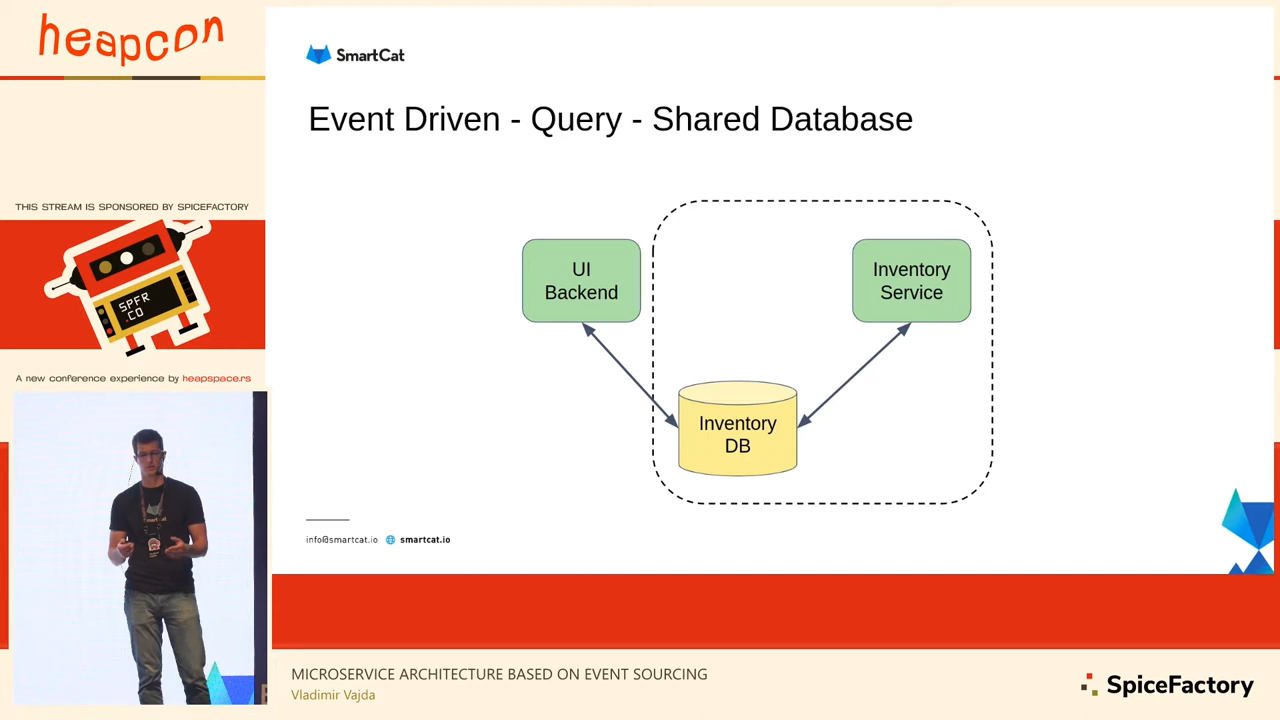 heapcon
THIS STREAM IS SPONSORED BY SPICEFACTORY
SPFR
.CO
A new conference experience by heapspace.rs
SmartCat
Event Driven - Query - Shared Database
UI
Backend
Inventory
Service
Inventory
DB
info@smartcat.io
smartcat.io
MICROSERVICE ARCHITECTURE BASED ON EVENT SOURCING
Vladimir Vajda
SpiceFactory